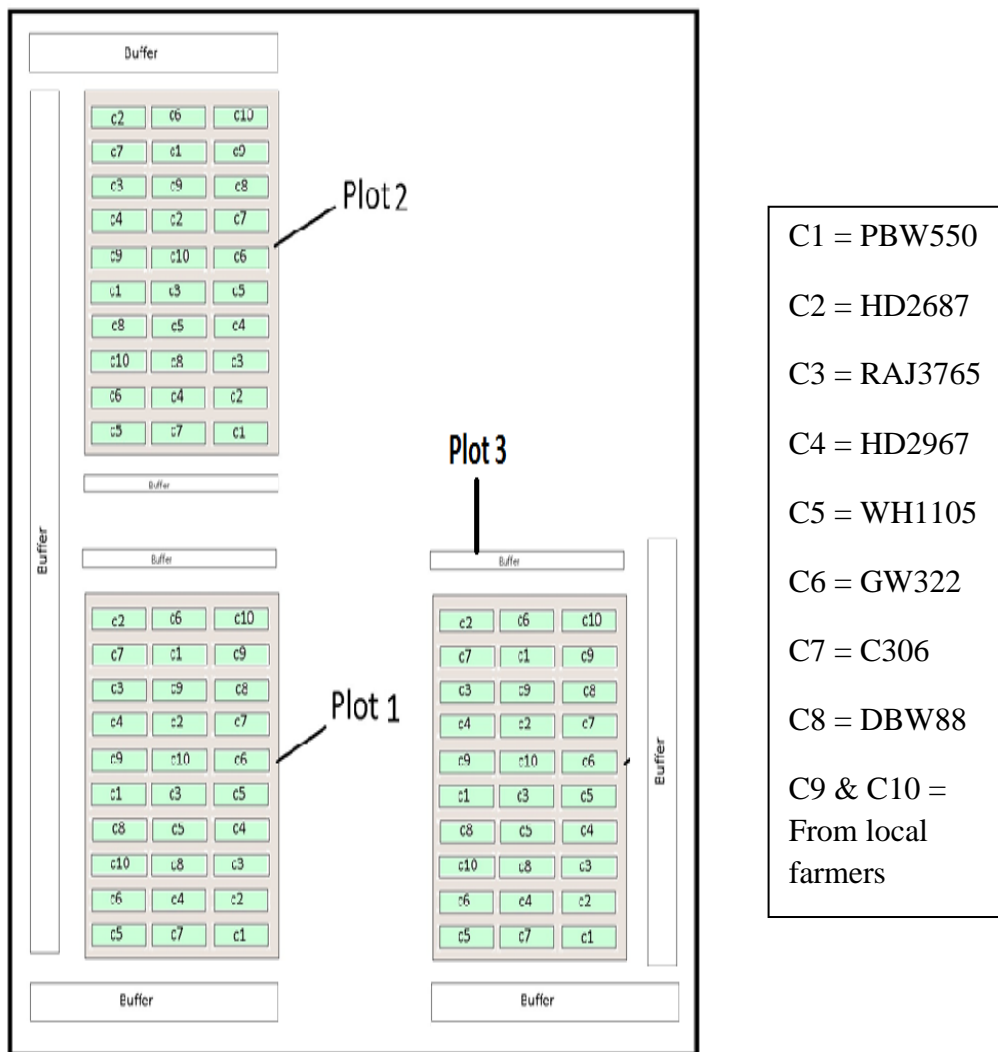 Buffer
c2 c6 c10
c7 c1 c9
c3 c9 c8
c4 c2 c7
c9 c10 c6
c1 c3 c5
c8 c5 c4
c10 c8 c3
c6 c4 c2
c5 c7 c1
Plot 2
Buffer
Buffer
Buffer
c2 c6 c10
c7 c1 c9
c3 c9 c8
c4 c2 c7
c9 c10 c6
c1 c3 c5
c8 c5 c4
c10 c8 c3
c6 c4 c2
c5 c7 c1
Plot 1
Buffer
Plot 3
Buffer
c2 c6 c10
c7 c1 c9
c3 c9 c8
c4 c2 c7
c9 c10 c6
c1 c3 c5
c8 c5 c4
c10 c8 c3
c6 c4 c2
c5 c7 c1
Buffer
Buffer
C1 = PBW550
C2 = HD2687
C3 = RAJ3765
C4 = HD2967
C5 = WH1105
C6 = GW322
C7 = C306
C8 = DBW88
C9 & C10 =
From local
farmers